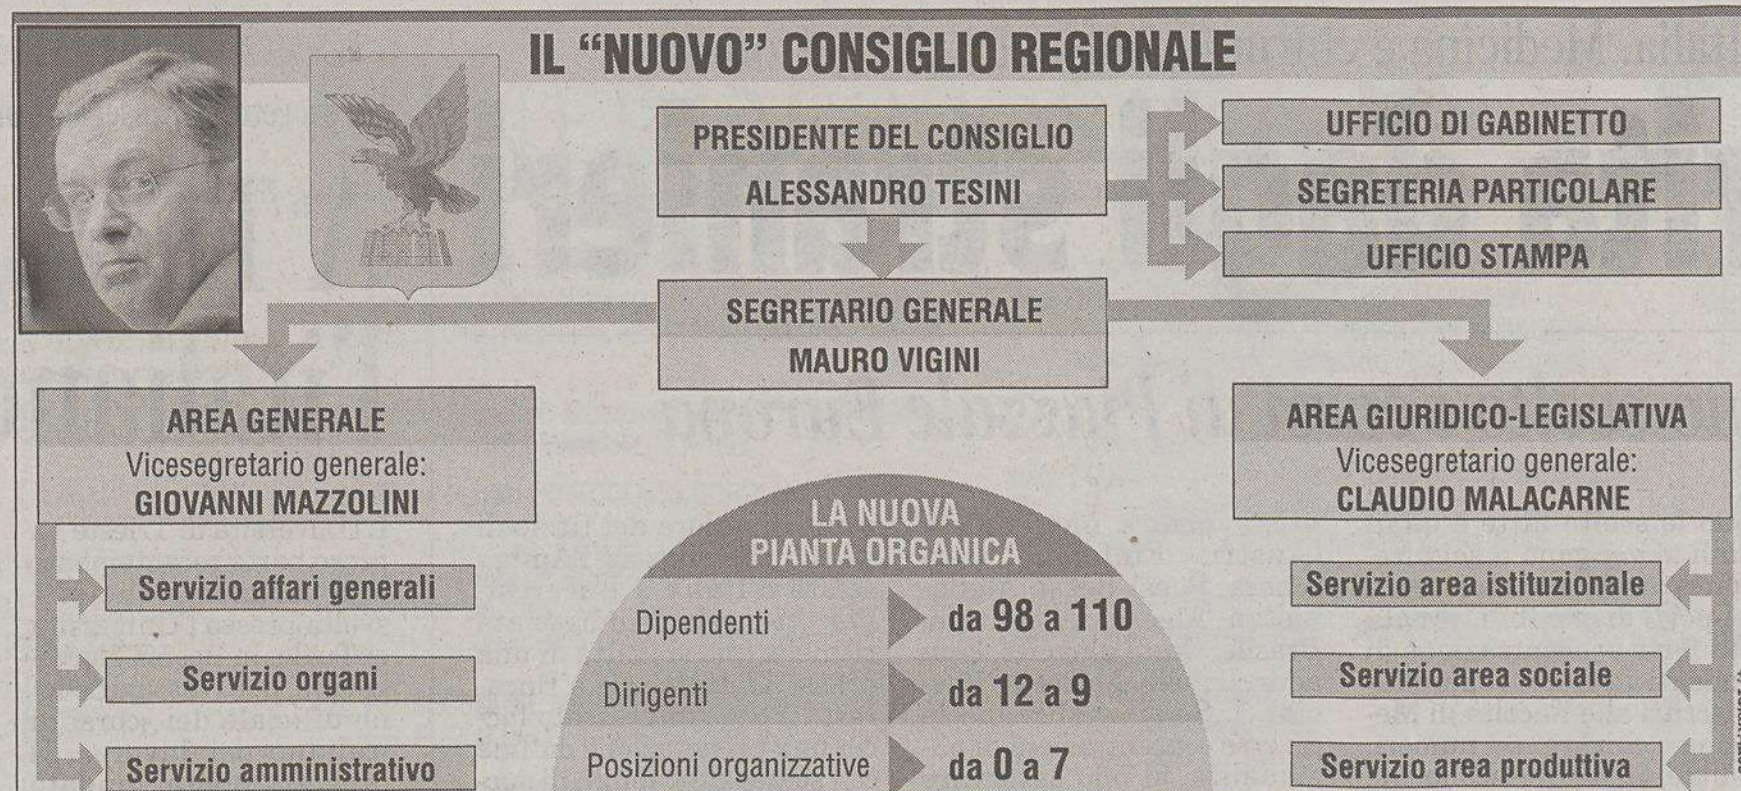 IL “NUOVO” CONSIGLIO REGIONALE
PRESIDENTE DEL CONSIGLIO
ALESSANDRO TESINI
UFFICIO DI GABINETTO
SEGRETERIA PARTICOLARE
UFFICIO STAMPA
SEGRETARIO GENERALE
MAURO VIGINI
AREA GENERALE
Vicesegretario generale:
GIOVANNI MAZZOLINI
Servizio affari generali
Servizio organi
Servizio amministrativo
AREA GIURIDICO-LEGISLATIVA
Vicesegretario generale:
CLAUDIO MALACARNE
Servizio area istituzionale
Servizio area sociale
Servizio area produttiva
LA NUOVA
PIANTA ORGANICA
Dipendenti da 98 a 110
Dirigenti da 12 a 9
Posizioni organizzative da 0 a 7